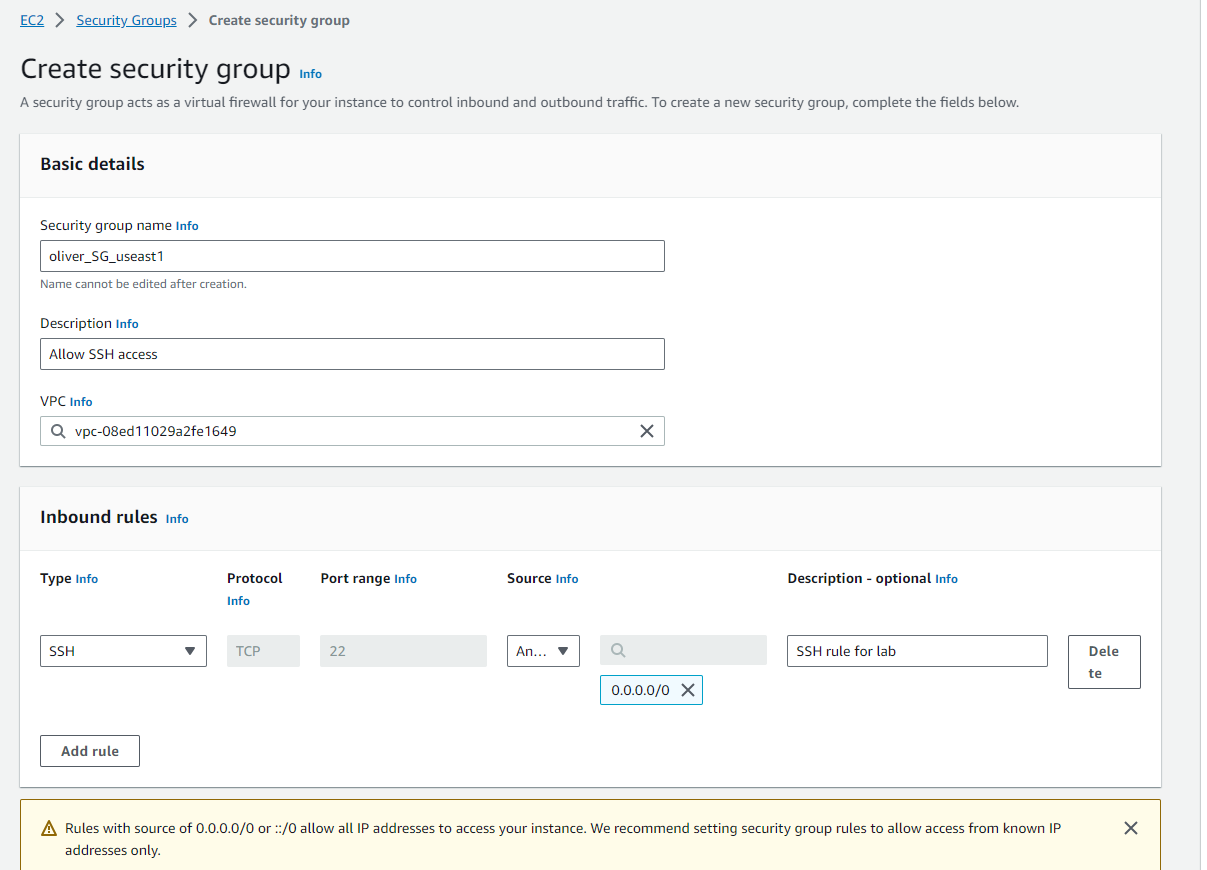 EC2 > Security Groups > Create security group
Create security group Info
A security group acts as a virtual firewall for your instance to control inbound and outbound traffic. To create a new security group, complete the fields below.
Basic details
Security group name Info
oliver_SG_useast1
Name cannot be edited after creation.
Description Info
Allow SSH access
VPC Info
vpc-08ed11029a2fe1649
Inbound rules Info
Type Info Protocol Port range Info Source Info Description - optional Info
Info
SSH TCP 22 An... SSH rule for lab Dele
te
0.0.0.0/0
Add rule
Rules with source of 0.0.0.0/0 or ::/0 allow all IP addresses to access your instance. We recommend setting security group rules to allow access from known IP
addresses only.